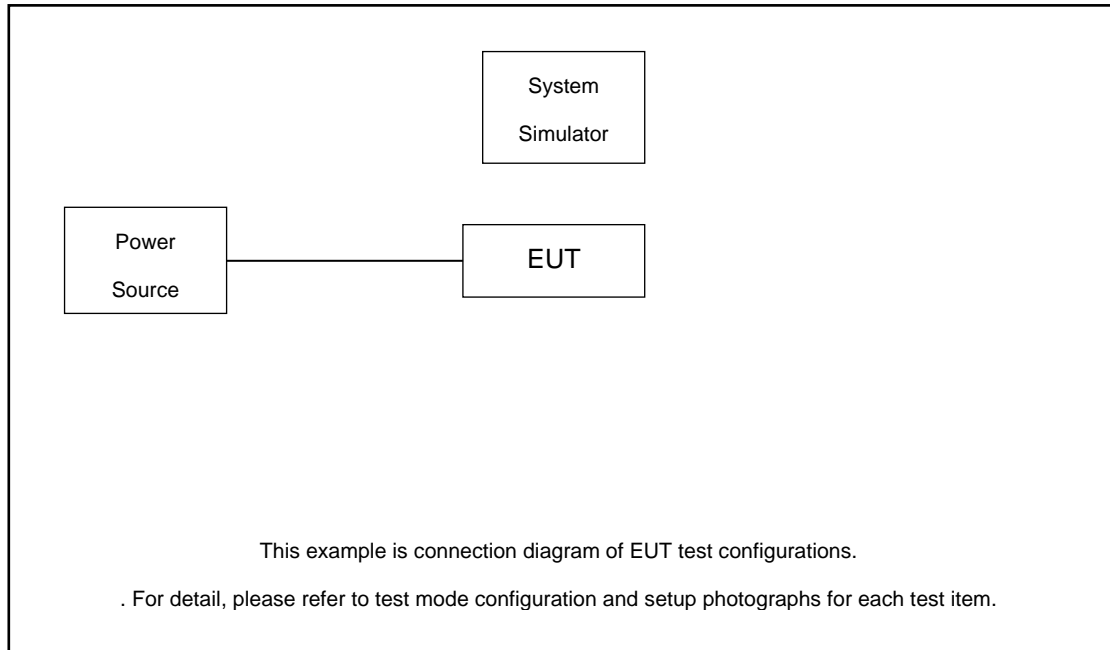 System
Simulator
Power
Source
EUT
This example is connection diagram of EUT test configurations.
. For detail, please refer to test mode configuration and setup photographs for each test item.